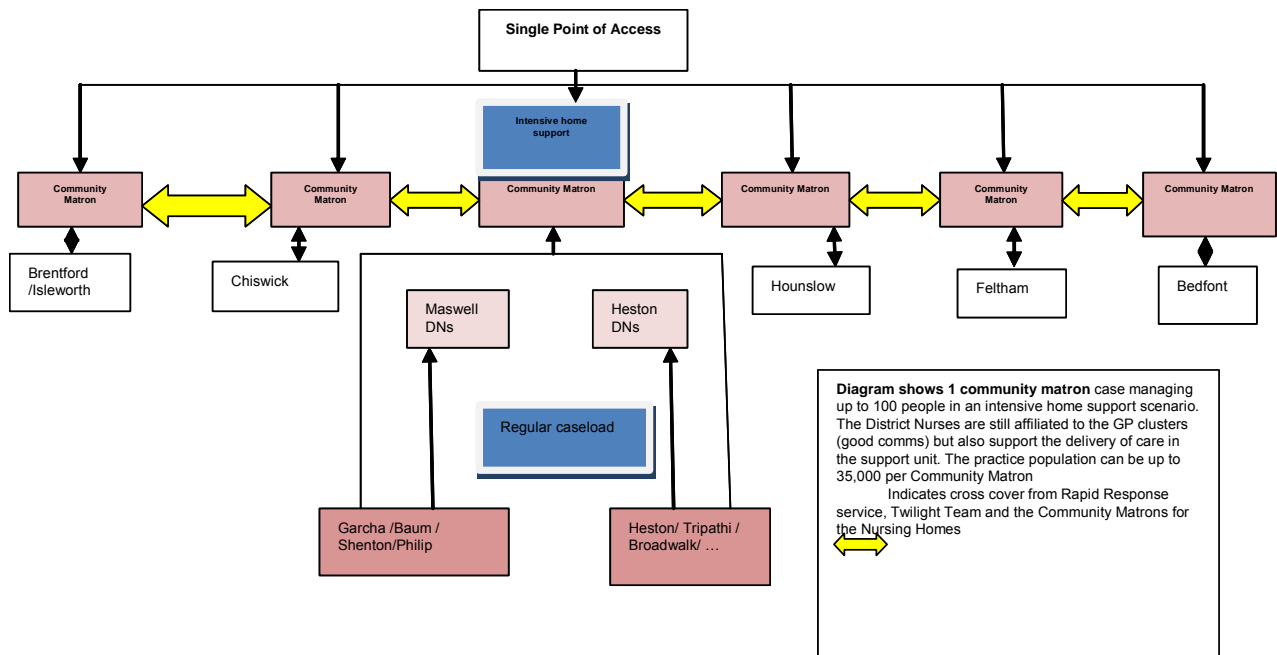 Single Point of Access
Intensive home
support
Community
Matron
Community
Matron
Community Matron
Community Matron
Community
Matron
Community Matron
Brentford
/Isleworth
Chiswick
Hounslow
Feltham
Bedfont
Maswell
DNs
Heston
DNs
Regular caseload
Garcha /Baum /
Shenton/Philip
Heston/ Tripathi /
Broadwalk/ …
Diagram shows 1 community matron case managing
up to 100 people in an intensive home support scenario.
The District Nurses are still affiliated to the GP clusters
(good comms) but also support the delivery of care in
the support unit. The practice population can be up to
35,000 per Community Matron
Indicates cross cover from Rapid Response
service, Twilight Team and the Community Matrons for
the Nursing Homes